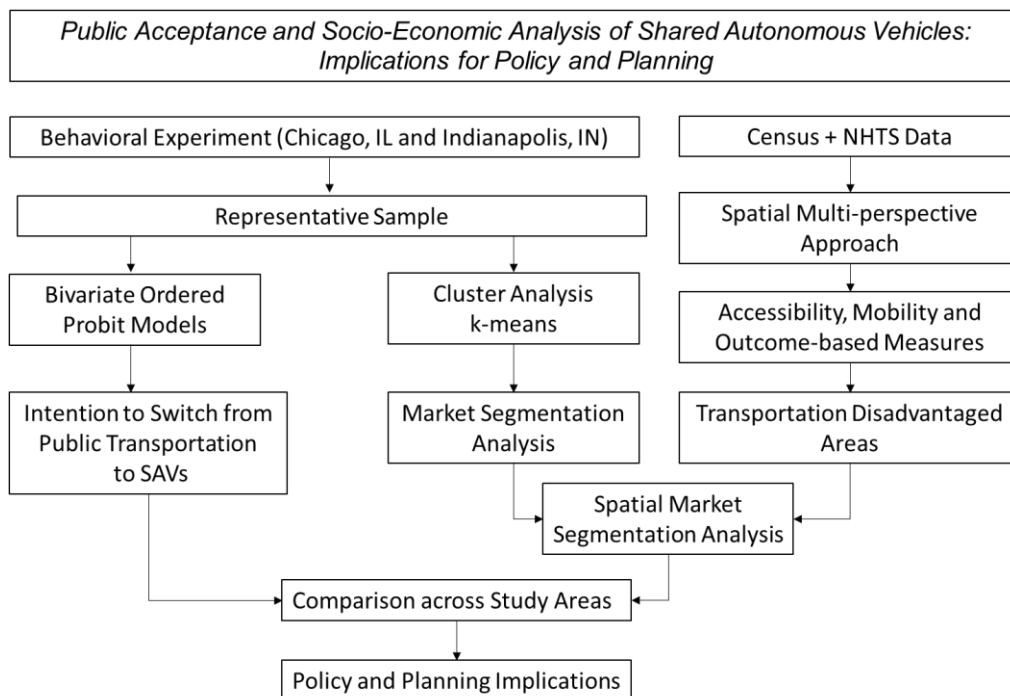 Public Acceptance and Socio-Economic Analysis of Shared Autonomous Vehicles:
Implications for Policy and Planning
Behavioral Experiment (Chicago, IL and Indianapolis, IN)
Census + NHTS Data
Representative Sample
Spatial Multi-perspective
Approach
Bivariate Ordered
Probit Models
Cluster Analysis
k-means
Accessibility, Mobility and
Outcome-based Measures
Intention to Switch from
Public Transportation
to SAVs
Market Segmentation
Analysis
Transportation Disadvantaged
Areas
Spatial Market
Segmentation Analysis
Comparison across Study Areas
Policy and Planning Implications